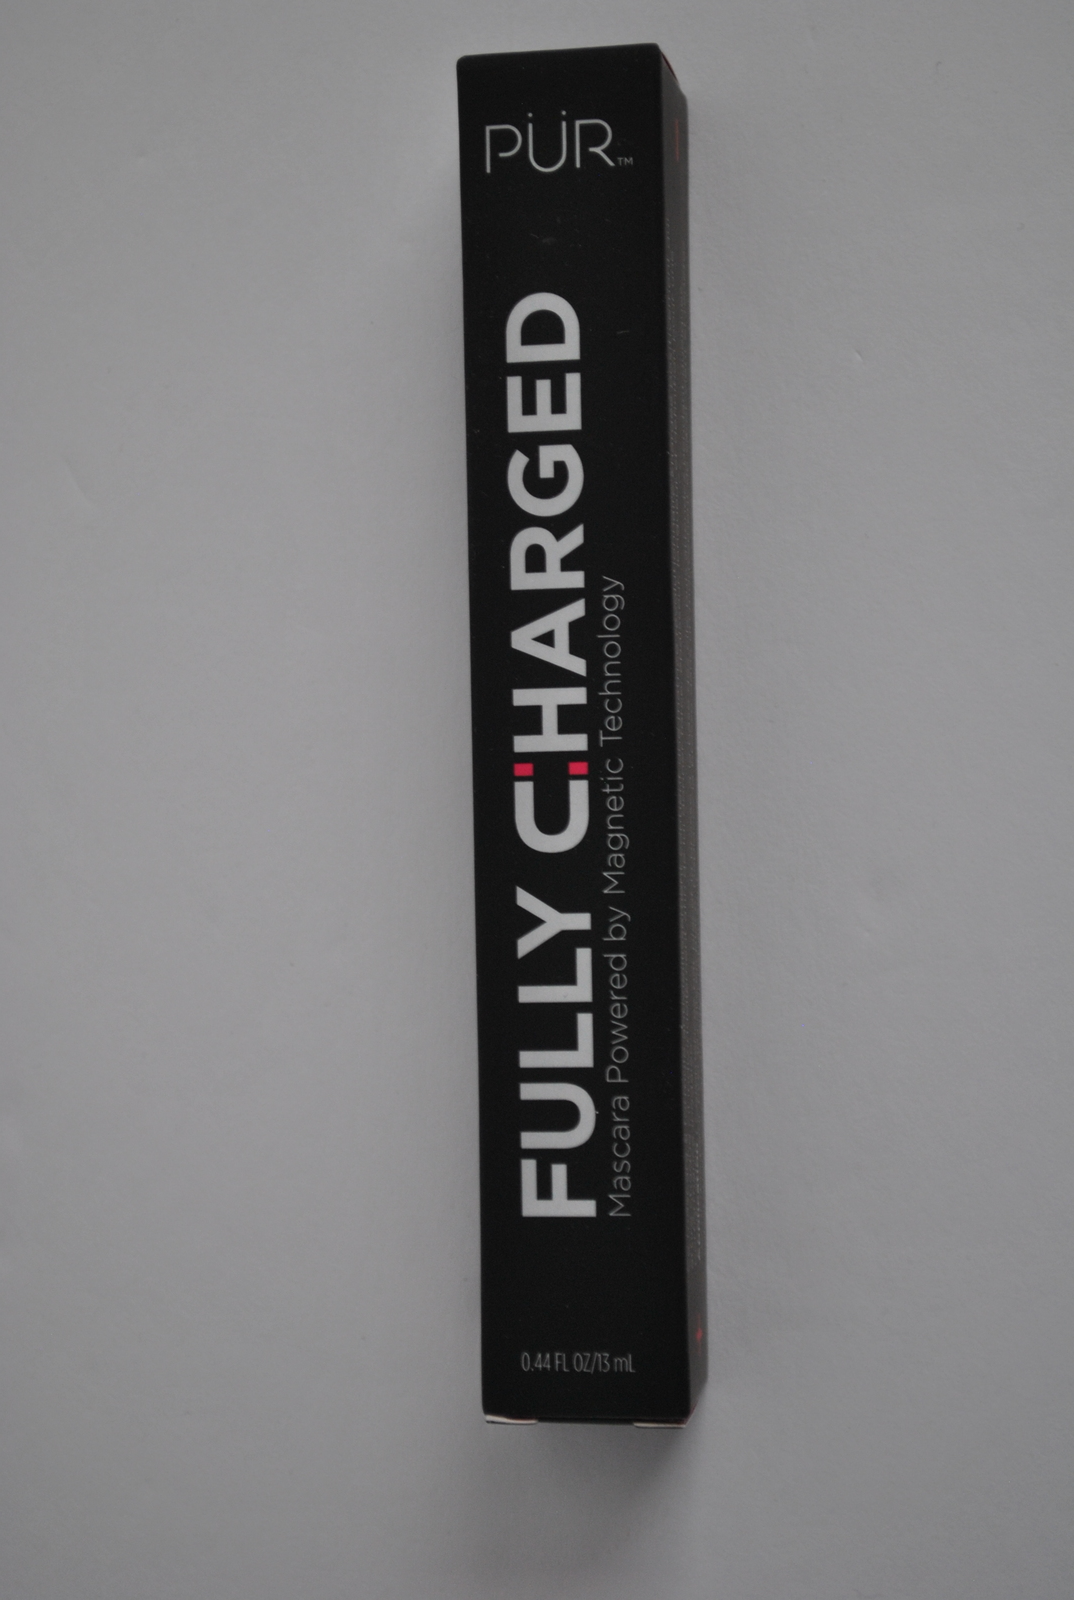 PÜR™
FULLY CHARGED
Mascara Powered by Magnetic Technology
0.44 FL OZ/13 mL